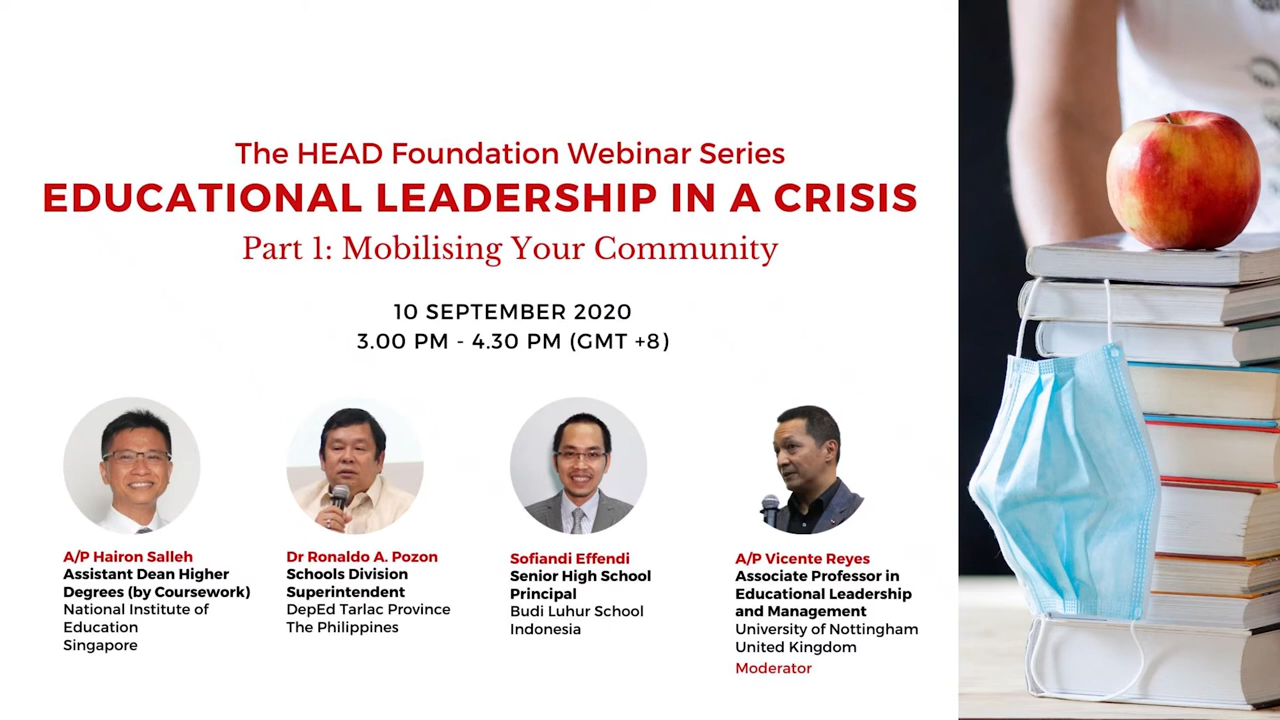 The HEAD Foundation Webinar Series
EDUCATIONAL LEADERSHIP IN A CRISIS
Part 1: Mobilising Your Community
10 SEPTEMBER 2020
3.00 PM - 4.30 PM (GMT +8)
A/P Hairon Salleh
Assistant Dean Higher
Degrees (by Coursework)
National Institute of
Education
Singapore
Dr Ronaldo A. Pozon
Schools Division
Superintendent
DepEd Tarlac Province
The Philippines
Sofiandi Effendi
Senior High School
Principal
Budi Luhur School
Indonesia
A/P Vicente Reyes
Associate Professor in
Educational Leadership
and Management
University of Nottingham
United Kingdom
Moderator